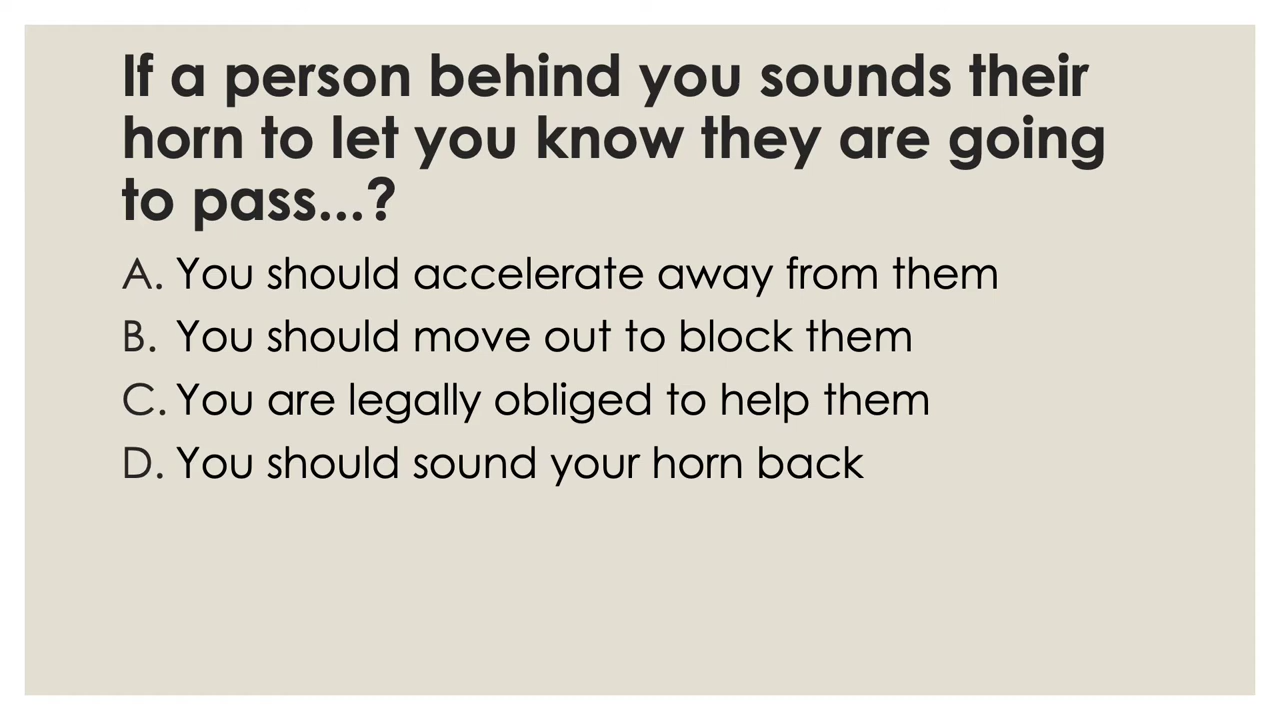 If a person behind you sounds their
horn to let you know they are going
to pass...?
A. You should accelerate away from them
B. You should move out to block them
C. You are legally obliged to help them
D. You should sound your horn back